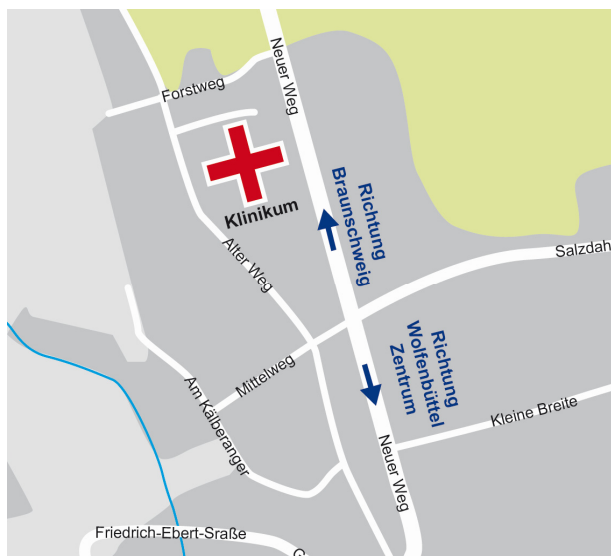 Neuer Weg
Forstweg
Klinikum
Richtung
Braunschweig
Alter Weg
Salzdah
Richtung
Wolfenbüttel
Zentrum
Mittelweg
Am Kälberanger
Kleine Breite
Neuer Weg
Friedrich-Ebert-Sraße
G